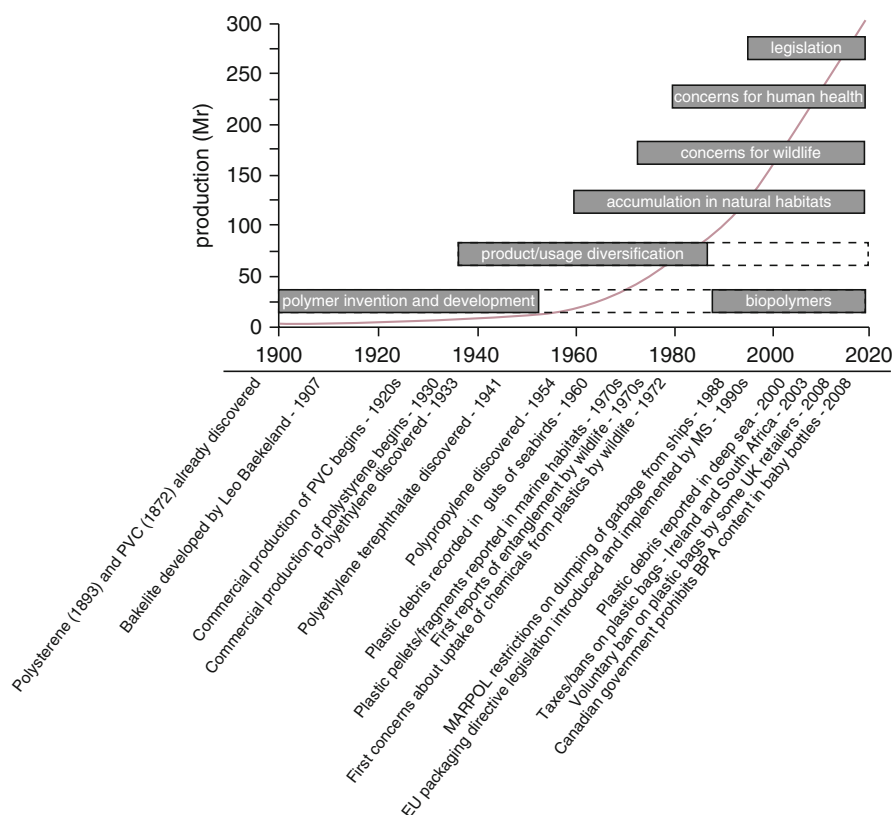 300
250
200
150
100
50
0
production (Mr)
legislation
concerns for human health
concerns for wildlife
accumulation in natural habitats
product/usage diversification
polymer invention and development
biopolymers
1900
1920
1940
1960
1980
2000
2020
Polysterene (1893) and PVC (1872) already discovered
Bakelite developed by Leo Baekeland - 1907
Commercial production of PVC begins - 1920s
Commercial production of polystyrene begins - 1930
Polyethylene discovered - 1933
Polyethylene terephthalate discovered - 1941
Polypropylene discovered - 1954
Plastic debris recorded in guts of seabirds - 1960
Plastic pellets/fragments reported in marine habitats - 1970s
First reports of entanglement by wildlife - 1970s
First concerns about uptake of chemicals from plastics by wildlife - 1972
MARPOL restrictions on dumping of garbage from ships - 1988
EU packaging directive legislation introduced and implemented by MS - 1990s
Plastic debris reported in deep sea - 2000
Taxes/bans on plastic bags - Ireland and South Africa - 2003
Voluntary ban on plastic bags by some UK retailers - 2008
Canadian government prohibits BPA content in baby bottles - 2008